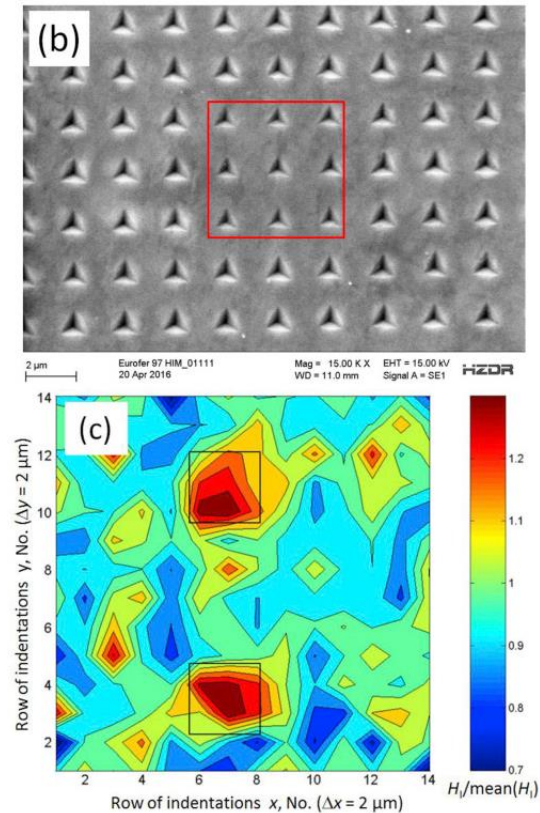 (b)
2 µm
Eurofer 97 HIM_01111
20 Apr 2016
Mag = 15.00 K X
WD = 11.0 mm
EHT = 15.00 kV
Signal A = SE1
HZDR
(c)
Row of indentations y, No. (Δy = 2 µm)
14
12
10
8
6
4
2
2 4 6 8 10 12 14
Row of indentations x, No. (Δx = 2 µm)
1.2
1.1
1
0.9
0.8
0.7
H_I/mean(H_I)